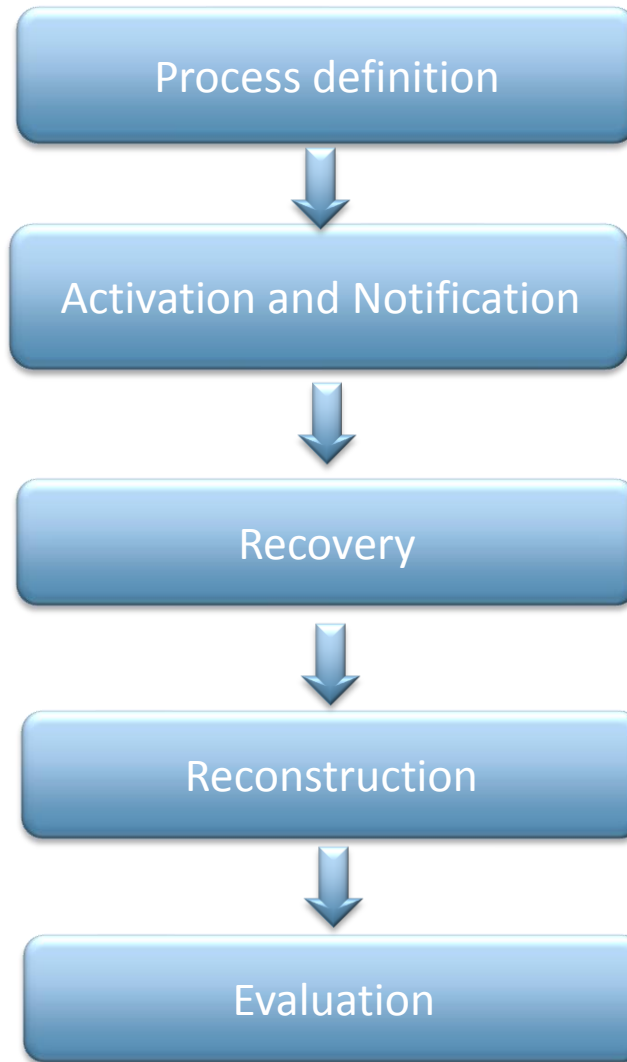 Process definition
Activation and Notification
Recovery
Reconstruction
Evaluation